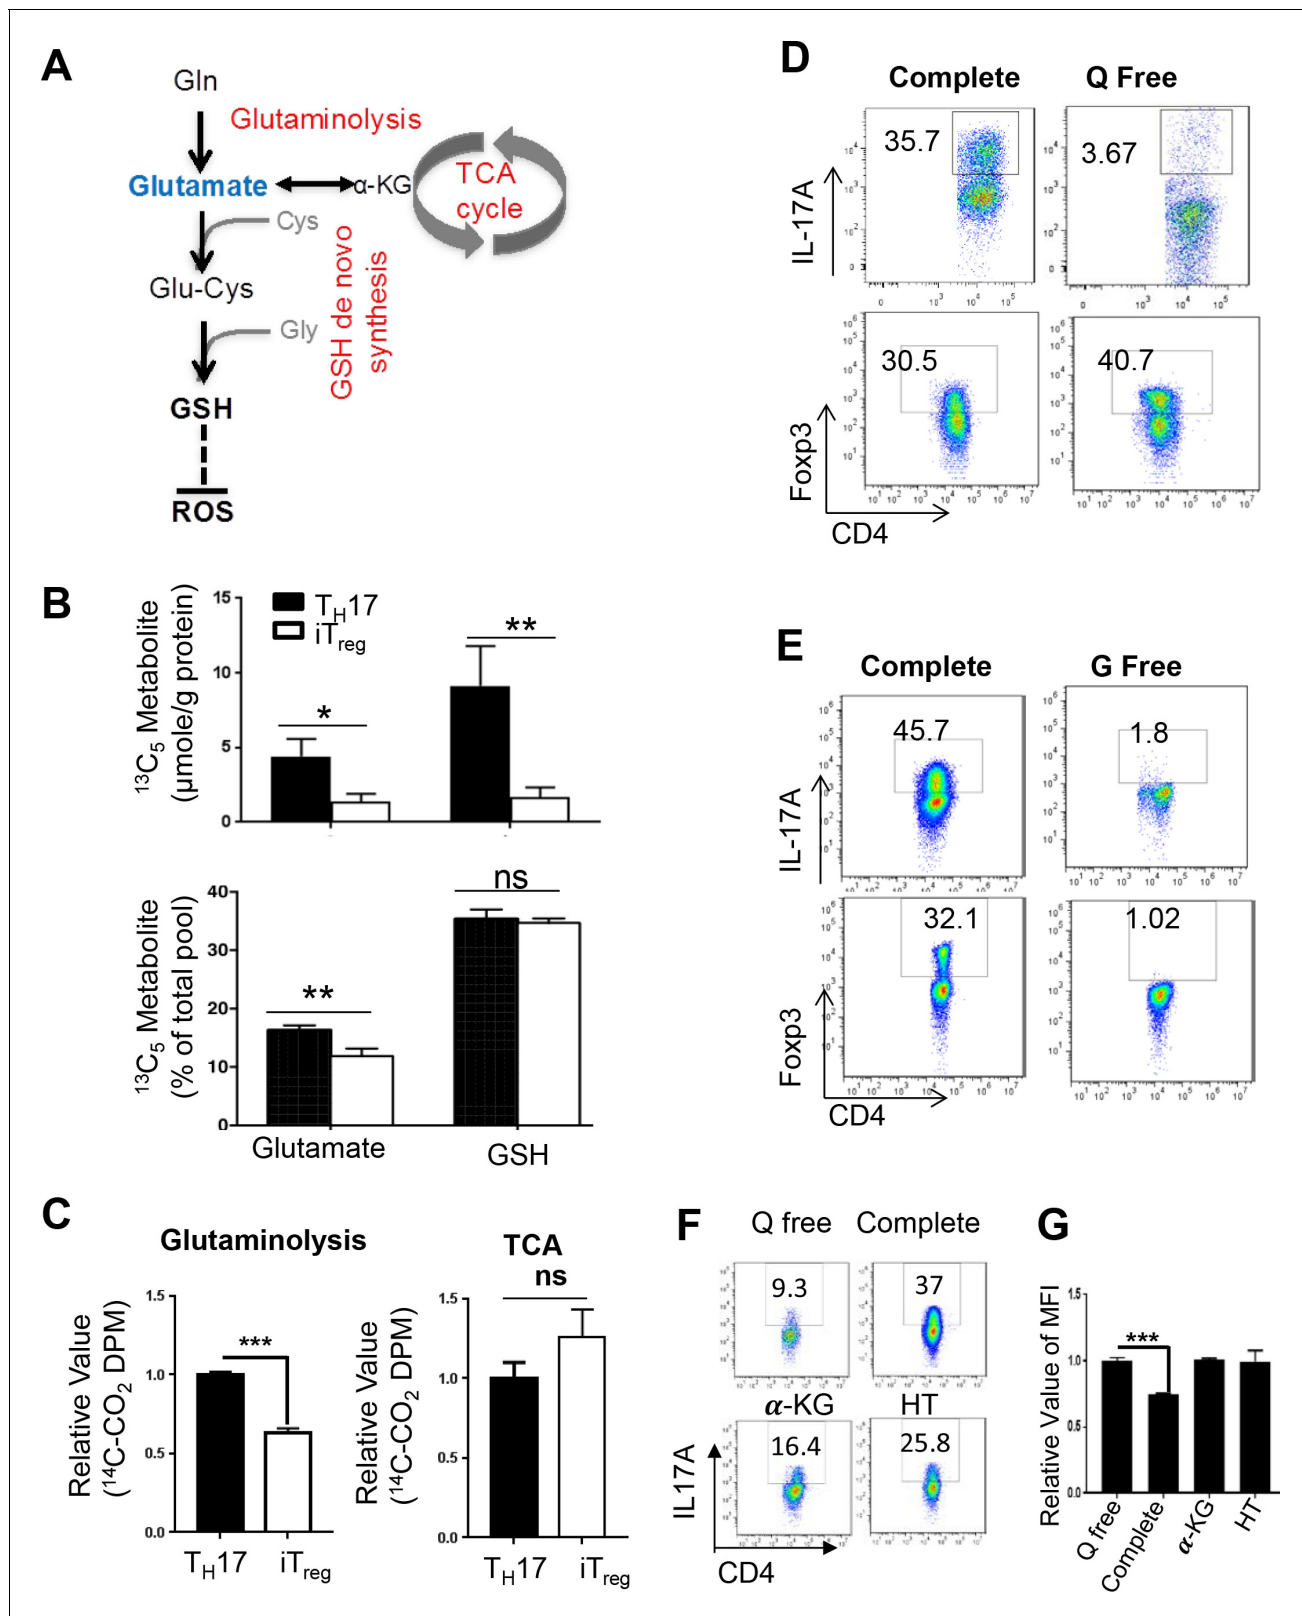 A
Gln
Glutaminolysis
Glutamate
α-KG
TCA
cycle
Cys
Glu-Cys
Gly
GSH de novo
synthesis
GSH
ROS
B
¹³C₅ Metabolite
(µmole/g protein)
15
10
5
0
T_H17
iT_reg
*
**
¹³C₅ Metabolite
(% of total pool)
40
30
20
10
0
**
ns
Glutamate
GSH
C
Glutaminolysis
Relative Value
(¹⁴C-CO₂ DPM)
1.5
1.0
0.5
0.0
***
T_H17
iT_reg
TCA
ns
Relative Value
(¹⁴C-CO₂ DPM)
1.5
1.0
0.5
0.0
T_H17
iT_reg
D
Complete
Q Free
35.7
3.67
IL-17A
30.5
40.7
Foxp3
CD4
E
Complete
G Free
45.7
1.8
IL-17A
32.1
1.02
Foxp3
CD4
F
Q free
Complete
9.3
37
α-KG
HT
16.4
25.8
IL17A
CD4
G
Relative Value of MFI
1.5
1.0
0.5
0.0
***
Q free
Complete
α-KG
HT